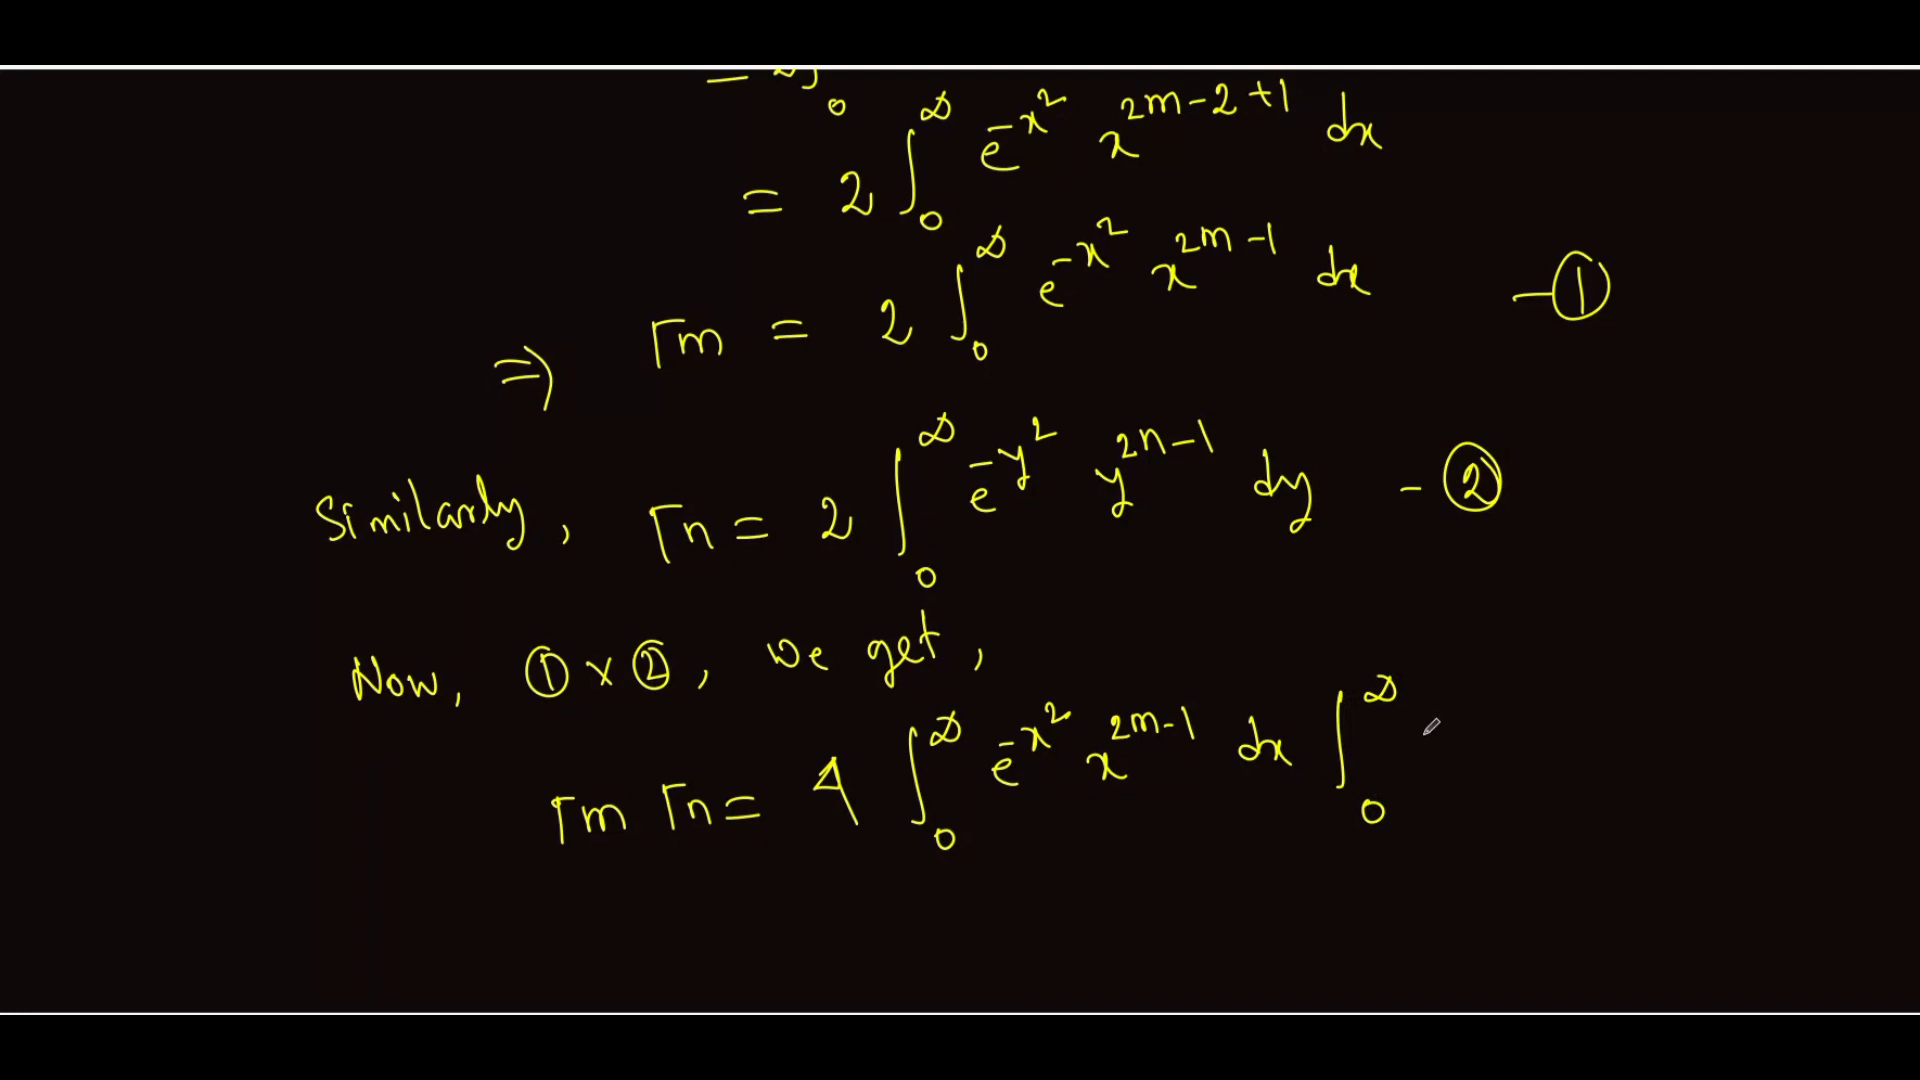 = 2 ∫₀^∞ e^{-x²} x^{2m-2+1} dx
⇒ Γm = 2 ∫₀^∞ e^{-x²} x^{2m-1} dx —①
Similarly, Γn = 2 ∫₀^∞ e^{-y²} y^{2n-1} dy - ②
Now, ① × ②, we get,
Γm Γn = 4 ∫₀^∞ e^{-x²} x^{2m-1} dx ∫₀^∞